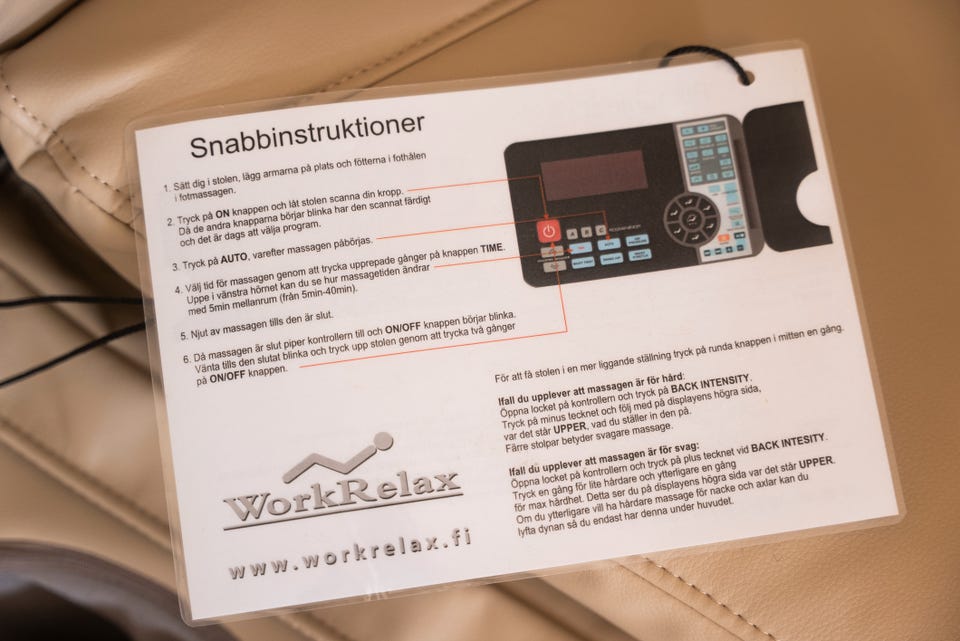 Snabbinstruktioner
1. Sätt dig i stolen, lägg armarna på plats och fötterna i fothålen
i fotmassagen.
2. Tryck på ON knappen och låt stolen scanna din kropp.
Då de andra knapparna börjar blinka har den scannat färdigt
och det är dags att välja program.
3. Tryck på AUTO, varefter massagen påbörjas.
4. Välj tid för massagen genom att trycka upprepade gånger på knappen TIME.
Uppe i vänstra hörnet kan du se hur massagetiden ändrar
med 5min mellanrum (från 5min-40min).
5. Njut av massagen tills den är slut.
6. Då massagen är slut piper kontrollern till och ON/OFF knappen börjar blinka.
Vänta tills den slutat blinka och tryck upp stolen genom att trycka två gånger
på ON/OFF knappen.
A B C
AUTO
För att få stolen i en mer liggande ställning tryck på runda knappen i mitten en gång.
Ifall du upplever att massagen är för hård:
Öppna locket på kontrollern och tryck på BACK INTENSITY.
Tryck på minus tecknet och följ med på displayens högra sida,
var det står UPPER, vad du ställer in den på.
Färre stolpar betyder svagare massage.
Ifall du upplever att massagen är för svag:
Öppna locket på kontrollern och tryck på plus tecknet vid BACK INTESITY.
Tryck en gång för lite hårdare och ytterligare en gång
för max hårdhet. Detta ser du på displayens högra sida var det står UPPER.
Om du ytterligare vill ha hårdare massage för nacke och axlar kan du
lyfta dynan så du endast har denna under huvudet.
WorkRelax
www.workrelax.fi